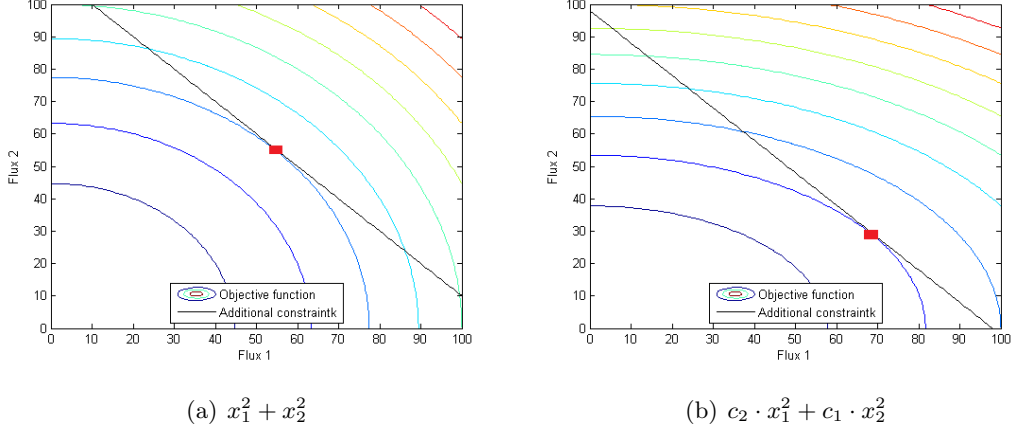 100
90
80
70
60
50
40
30
20
10
0
Flux 2
0 10 20 30 40 50 60 70 80 90 100
Flux 1
Objective function
Additional constraintk
(a) x₁² + x₂²
100
90
80
70
60
50
40
30
20
10
0
Flux 2
0 10 20 30 40 50 60 70 80 90 100
Flux 1
Objective function
Additional constraintk
(b) c₂ · x₁² + c₁ · x₂²